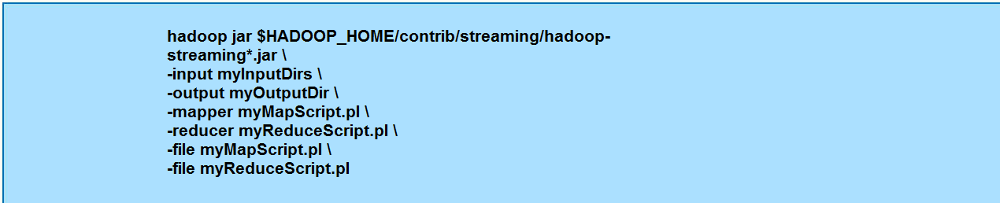 hadoop jar $HADOOP_HOME/contrib/streaming/hadoop-
streaming*.jar \
-input myInputDirs \
-output myOutputDir \
-mapper myMapScript.pl \
-reducer myReduceScript.pl \
-file myMapScript.pl \
-file myReduceScript.pl